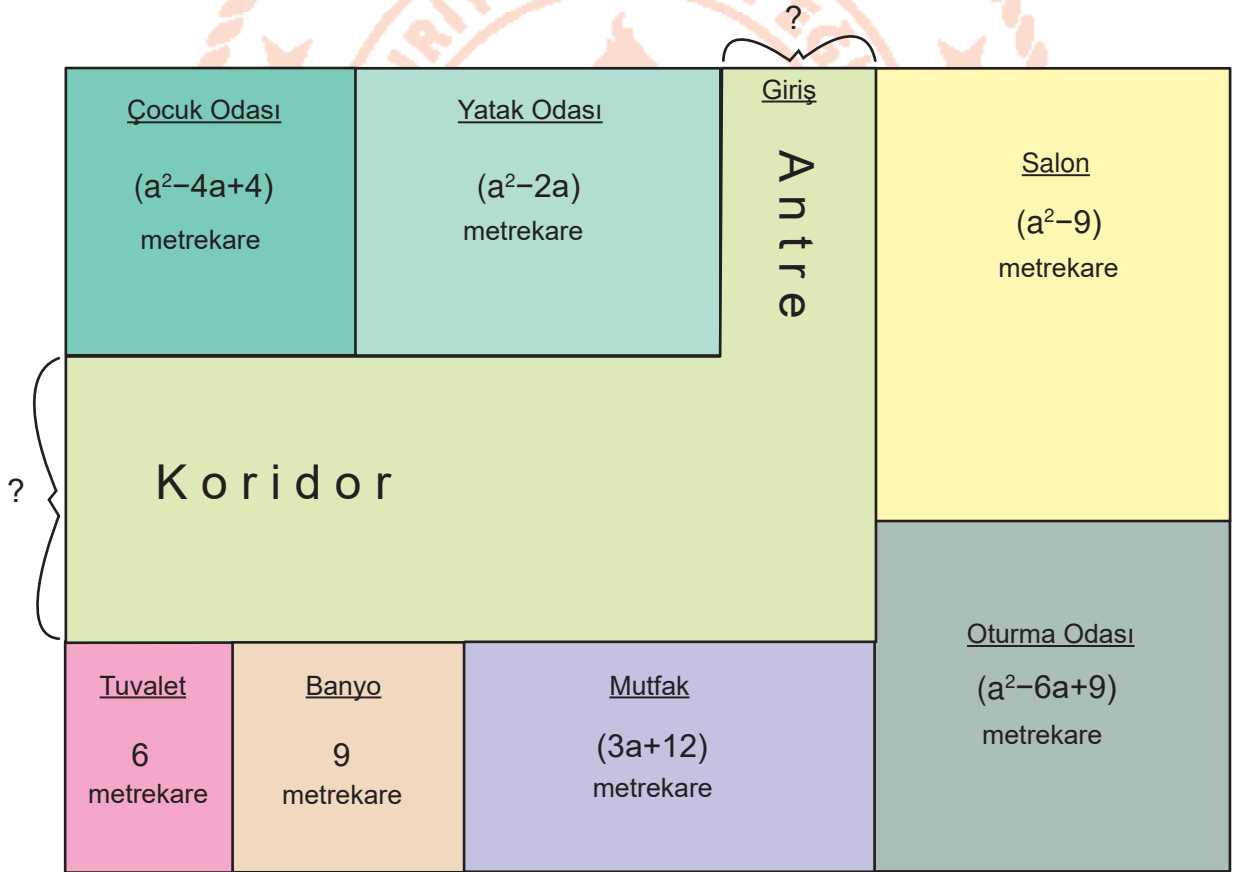 ?
Çocuk Odası
(a²−4a+4)
metrekare
Yatak Odası
(a²−2a)
metrekare
Giriş
Antre
Salon
(a²−9)
metrekare
?
Koridor
Tuvalet
6
metrekare
Banyo
9
metrekare
Mutfak
(3a+12)
metrekare
Oturma Odası
(a²−6a+9)
metrekare